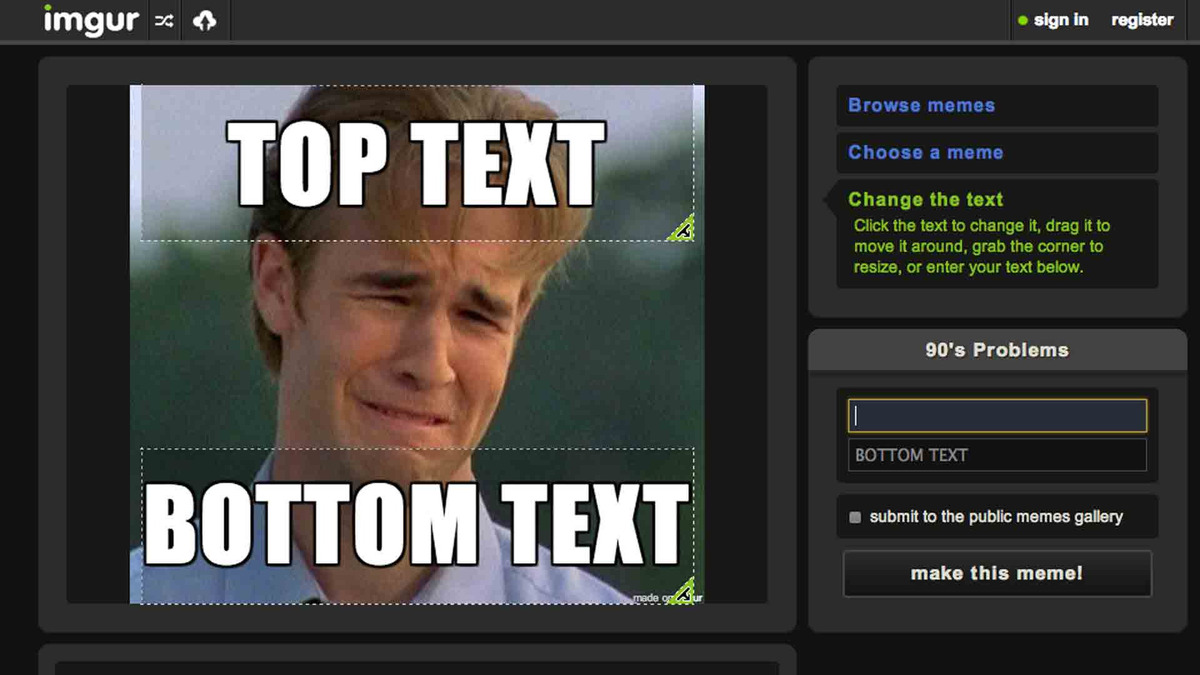 imgur
sign in
register
TOP TEXT
BOTTOM TEXT
Browse memes
Choose a meme
Change the text
Click the text to change it, drag it to
move it around, grab the corner to
resize, or enter your text below.
90's Problems
BOTTOM TEXT
submit to the public memes gallery
make this meme!
made